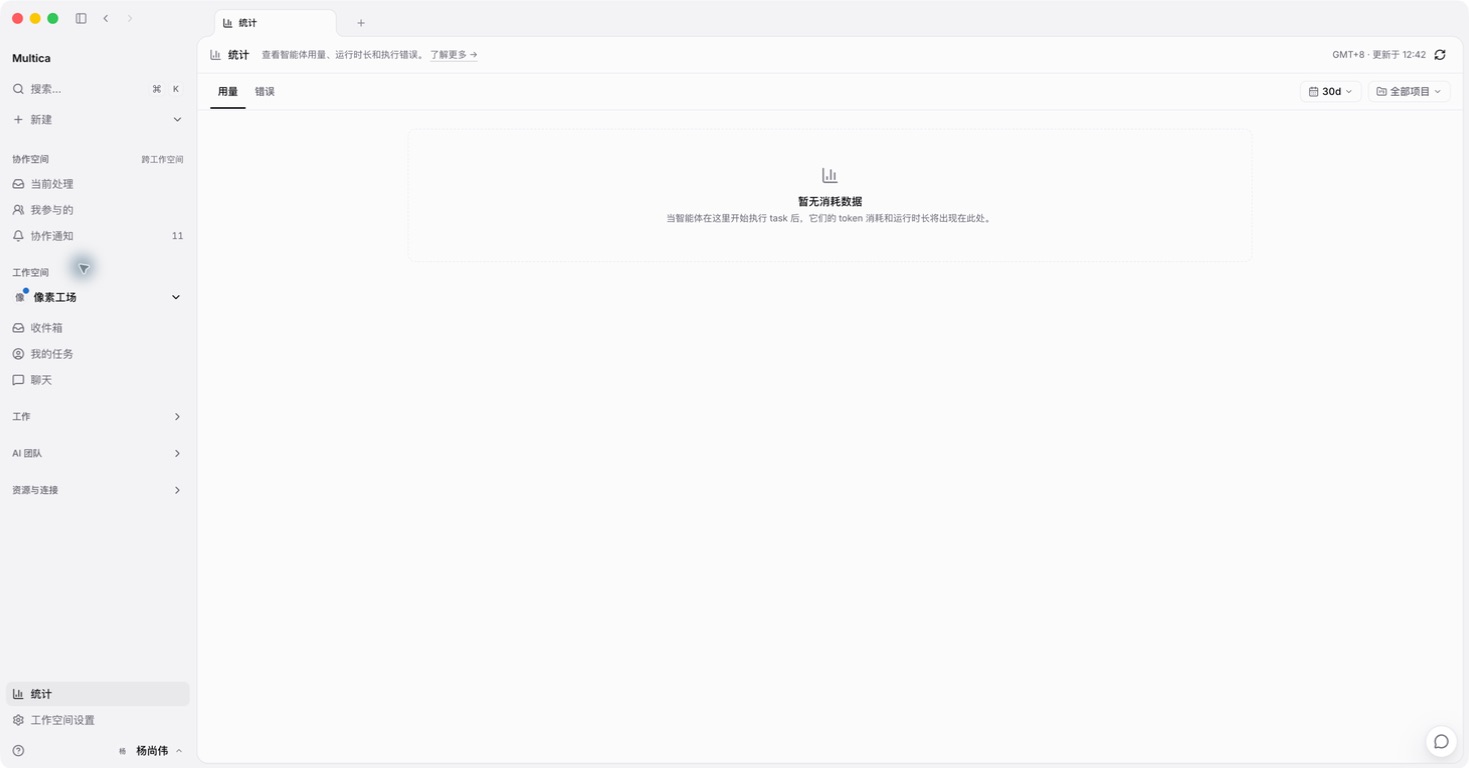 统计
Multica
统计 查看智能体用量、运行时长和执行错误。 了解更多 →
GMT+8 · 更新于 12:42
搜索... ⌘ K
新建
用量 错误
30d 全部项目
协作空间 跨工作空间
当前处理
我参与的
协作通知 11
工作空间
像 像素工场
收件箱
我的任务
聊天
工作
AI 团队
资源与连接
暂无消耗数据
当智能体在这里开始执行 task 后，它们的 token 消耗和运行时长将出现在此处。
统计
工作空间设置
杨 杨尚伟